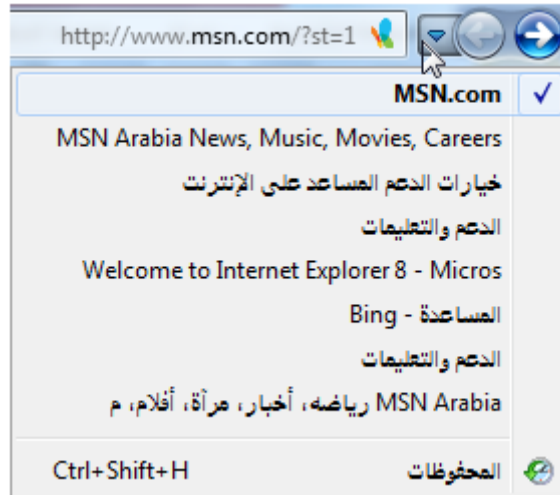 http://www.msn.com/?st=1
MSN.com
MSN Arabia News, Music, Movies, Careers
خيارات الدعم المساعد على الإنترنت
الدعم والتعليمات
Welcome to Internet Explorer 8 - Micros
المساعدة - Bing
الدعم والتعليمات
MSN Arabia رياضه، أخبار، مرآة، أفلام، م
المحفوظات Ctrl+Shift+H